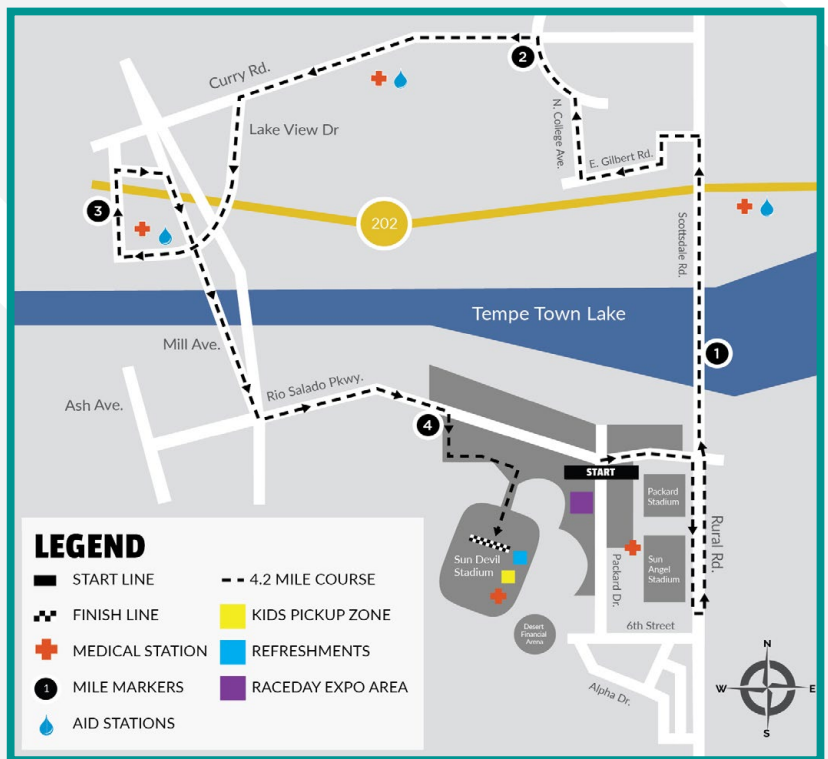 Curry Rd.
2
Lake View Dr
N. College Ave.
E. Gilbert Rd.
3
202
Scottsdale Rd.
Tempe Town Lake
1
Mill Ave.
Rio Salado Pkwy.
Ash Ave.
4
START
Packard
Stadium
Rural Rd.
Sun Devil
Stadium
Packard Dr.
Sun
Angel
Stadium
Desert
Financial
Arena
6th Street
Alpha Dr.
N
W
E
S
LEGEND
START LINE
4.2 MILE COURSE
FINISH LINE
KIDS PICKUP ZONE
MEDICAL STATION
REFRESHMENTS
1
MILE MARKERS
RACEDAY EXPO AREA
AID STATIONS